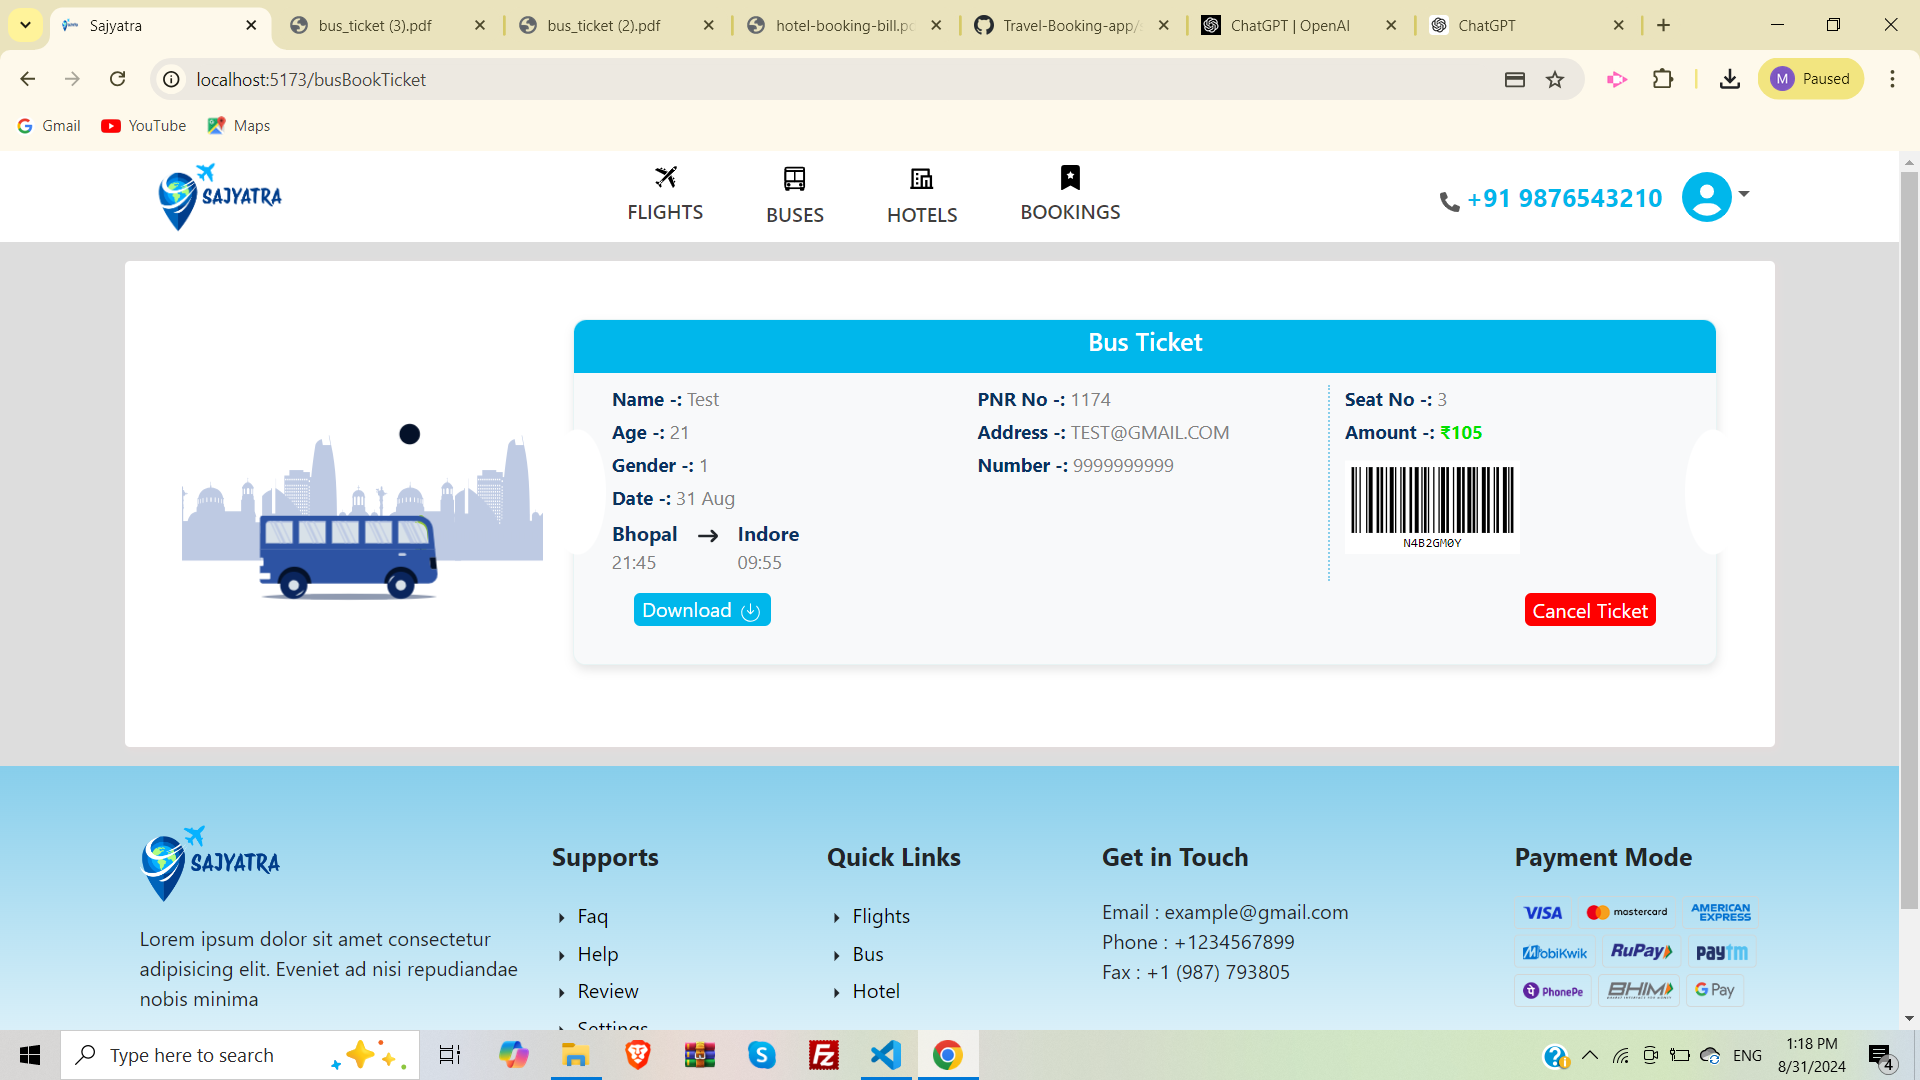 Sajyatra
bus_ticket (3).pdf
bus_ticket (2).pdf
hotel-booking-bill.pc
Travel-Booking-app/
ChatGPT | OpenAI
ChatGPT
localhost:5173/busBookTicket
M Paused
Gmail
YouTube
Maps
SAJYATRA
FLIGHTS
BUSES
HOTELS
BOOKINGS
+91 9876543210
Bus Ticket
Name -: Test
Age -: 21
Gender -: 1
Date -: 31 Aug
Bhopal → Indore
21:45 09:55
PNR No -: 1174
Address -: TEST@GMAIL.COM
Number -: 9999999999
Seat No -: 3
Amount -: ₹105
N4B2GM0Y
Download
Cancel Ticket
SAJYATRA
Lorem ipsum dolor sit amet consectetur
adipisicing elit. Eveniet ad nisi repudiandae
nobis minima
Supports
Faq
Help
Review
Settings
Quick Links
Flights
Bus
Hotel
Get in Touch
Email : example@gmail.com
Phone : +1234567899
Fax : +1 (987) 793805
Payment Mode
VISA mastercard AMERICAN EXPRESS
MobiKwik RuPay paytm
PhonePe BHIM G Pay
Type here to search
ENG
1:18 PM
8/31/2024
4